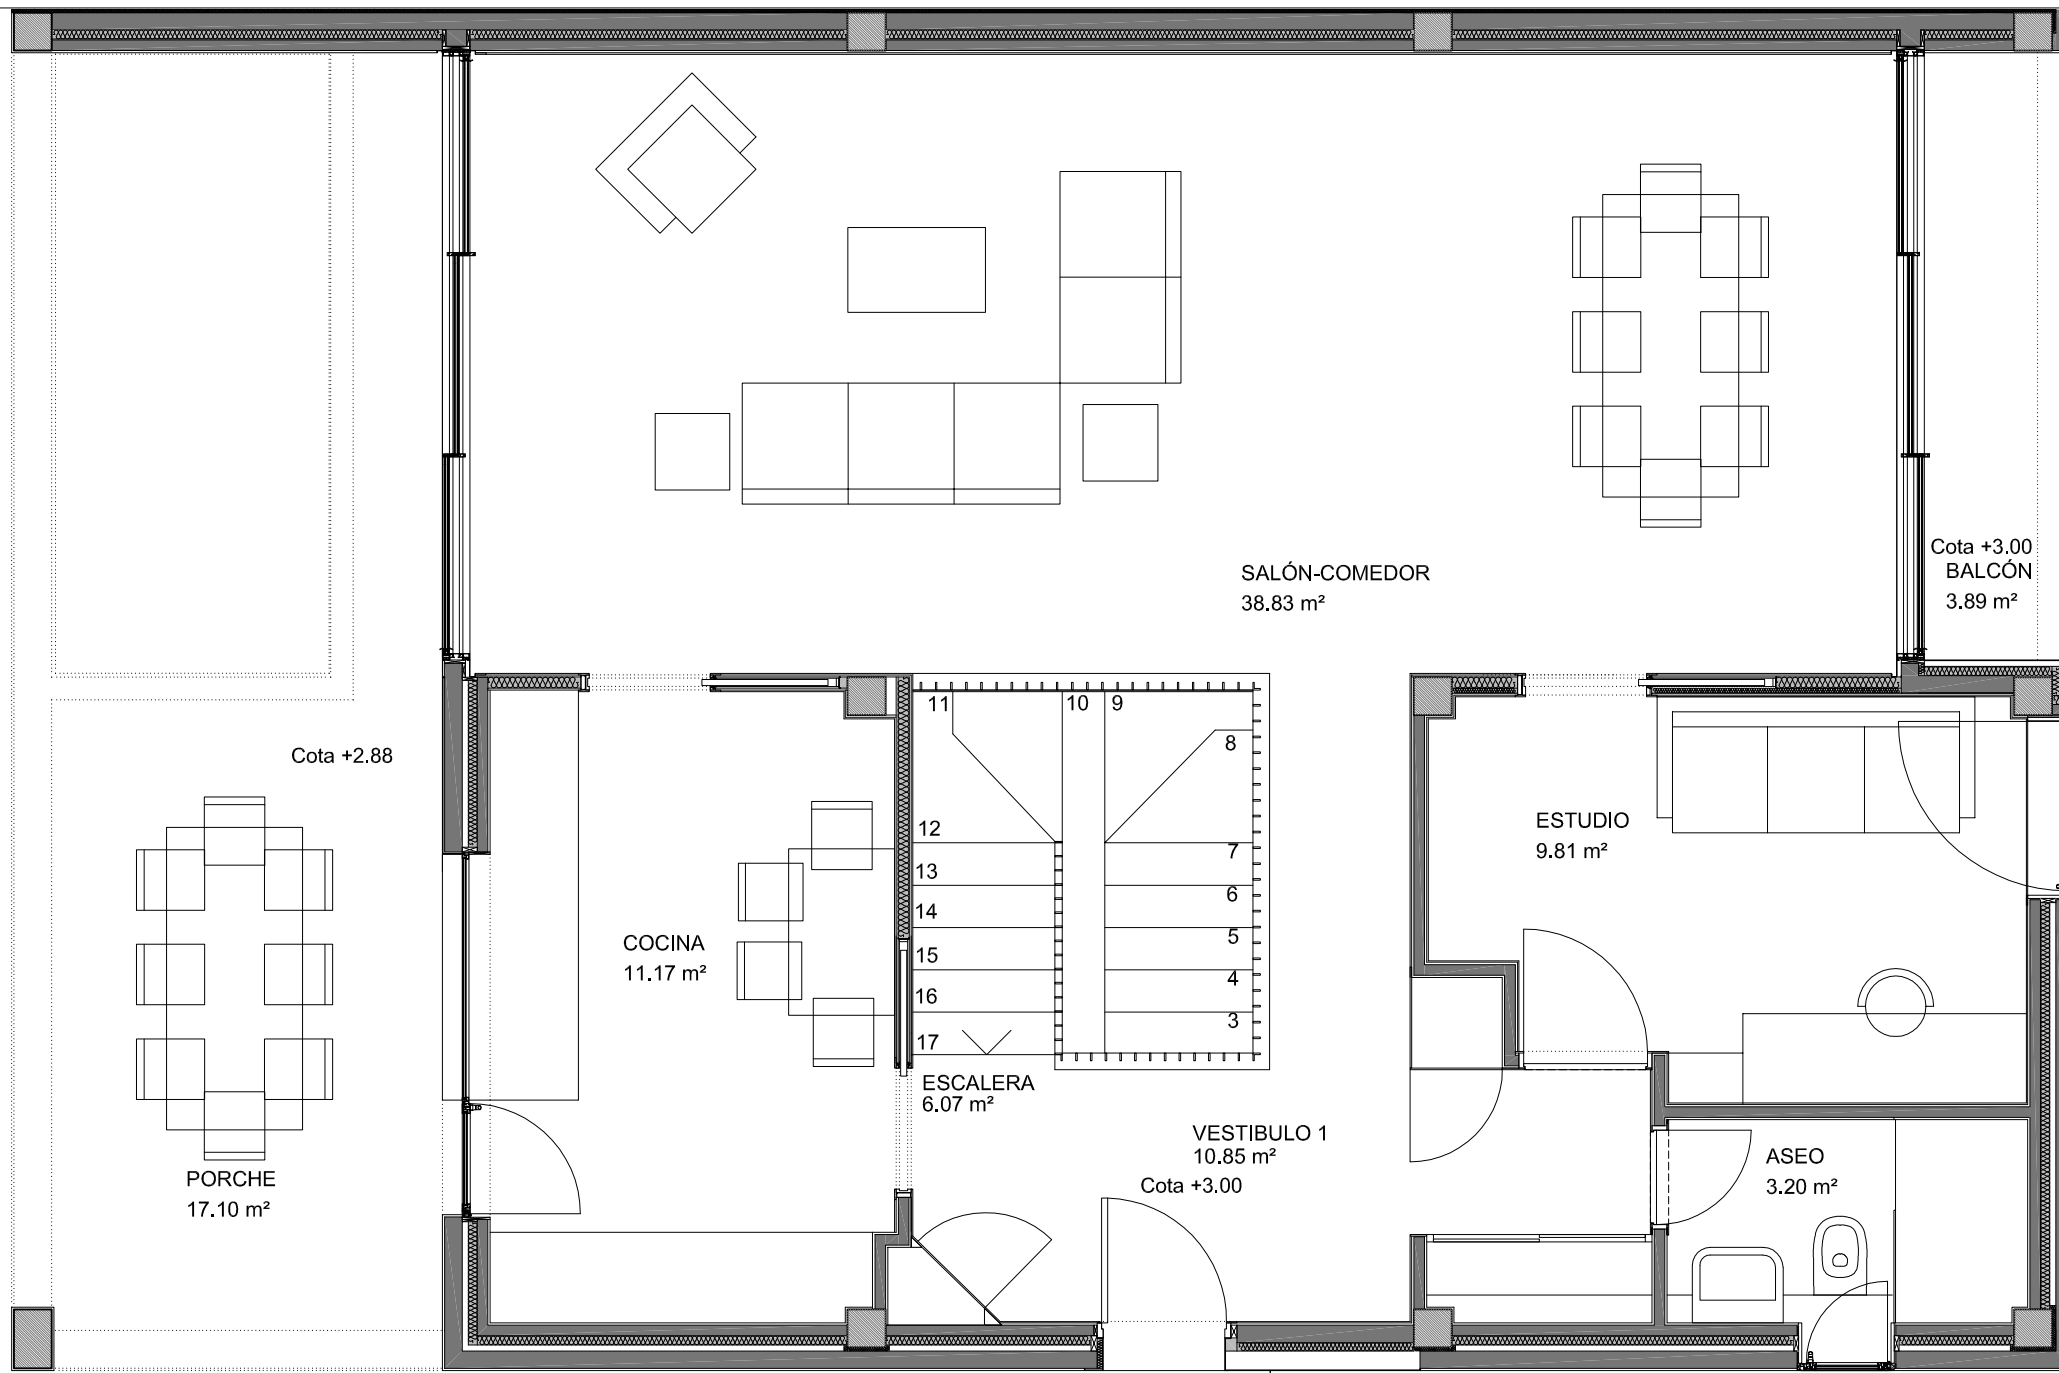 SALÓN-COMEDOR
38.83 m²
Cota +3.00
BALCÓN
3.89 m²
11
10
9
8
Cota +2.88
12
7
13
6
14
5
15
4
16
3
17
ESTUDIO
9.81 m²
COCINA
11.17 m²
ESCALERA
6.07 m²
VESTIBULO 1
10.85 m²
Cota +3.00
ASEO
3.20 m²
PORCHE
17.10 m²